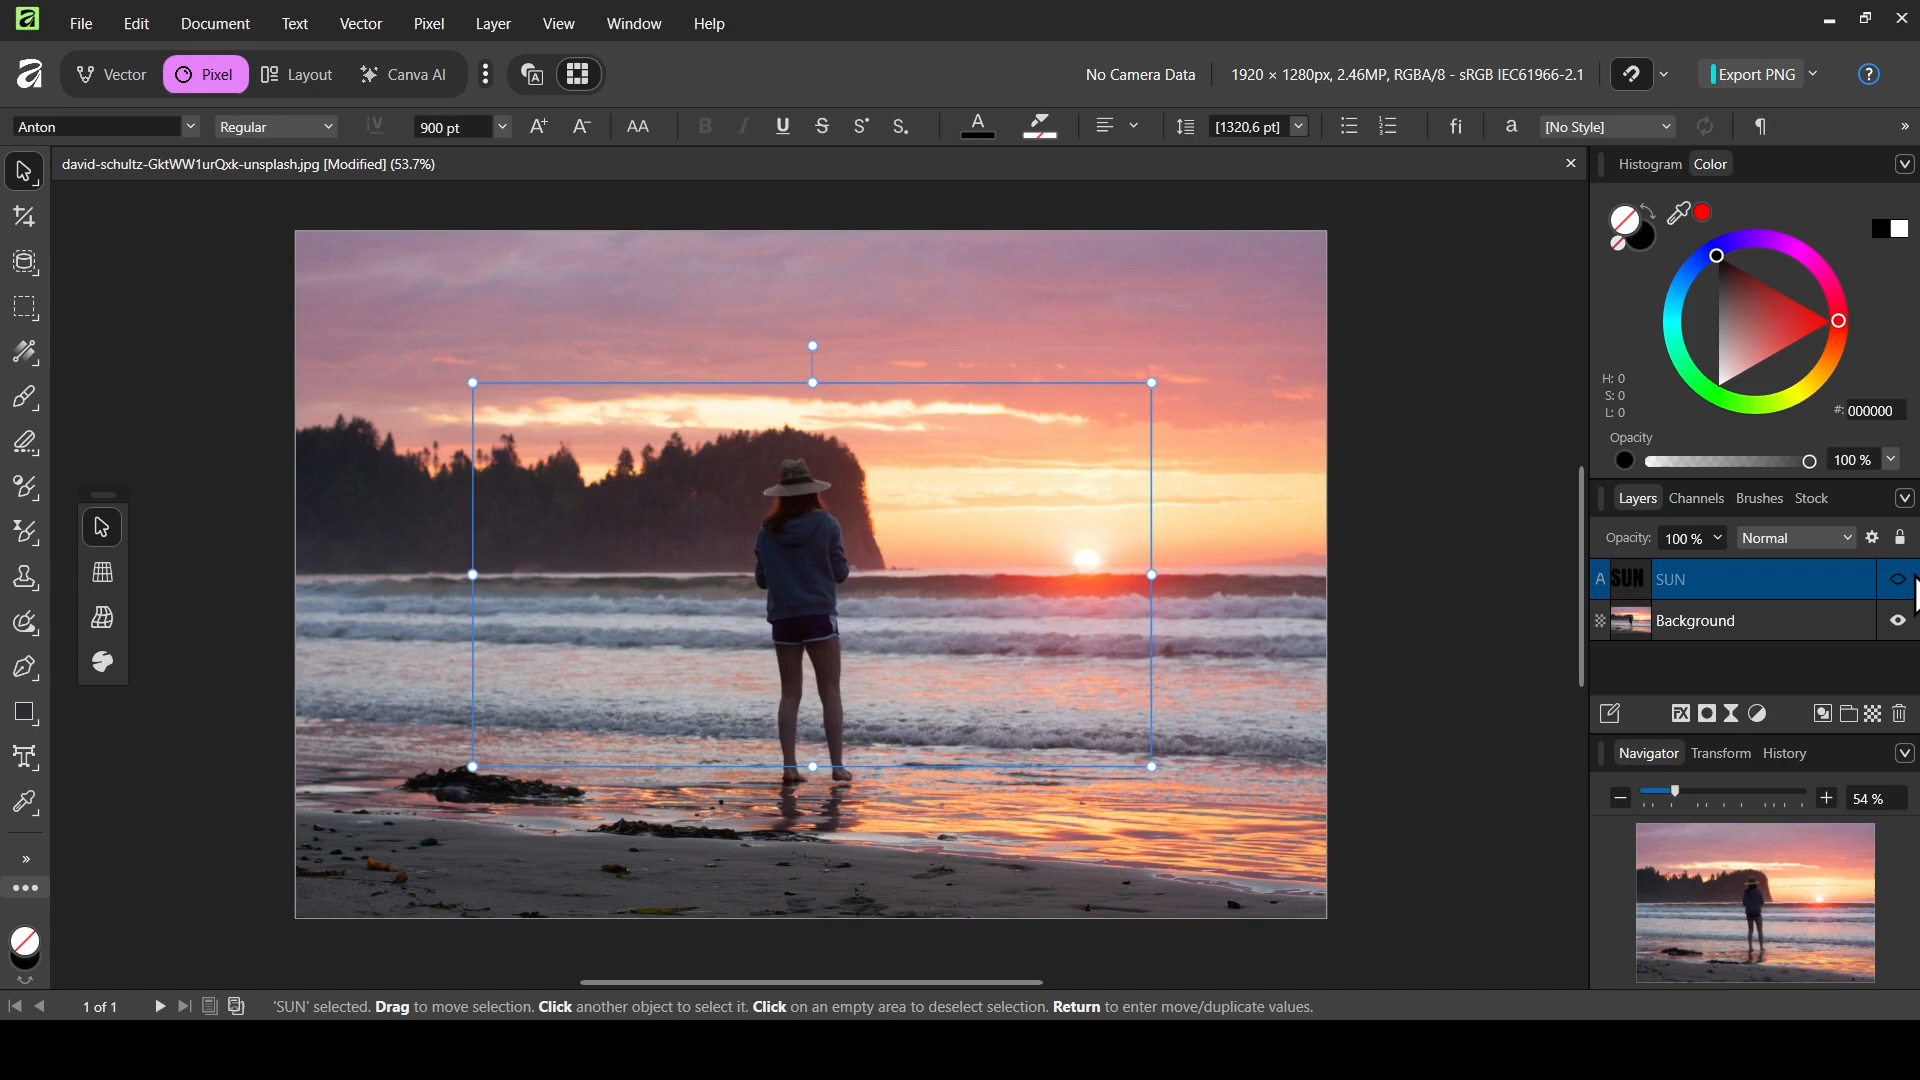 File Edit Document Text Vector Pixel Layer View Window Help
Vector Pixel Layout Canva AI No Camera Data 1920 × 1280px, 2.46MP, RGBA/8 - sRGB IEC61966-2.1 Export PNG ?
Anton Regular 900 pt A+ A− AA B I U S S S. A [1320,6 pt] fi a [No Style] ¶ »
david-schultz-GktWW1urQxk-unsplash.jpg [Modified] (53.7%)
Histogram Color
H: 0
S: 0
L: 0
#: 000000
Opacity
100 %
Layers Channels Brushes Stock
Opacity: 100 % Normal
A SUN SUN
Background
Navigator Transform History
54 %
1 of 1 'SUN' selected. Drag to move selection. Click another object to select it. Click on an empty area to deselect selection. Return to enter move/duplicate values.